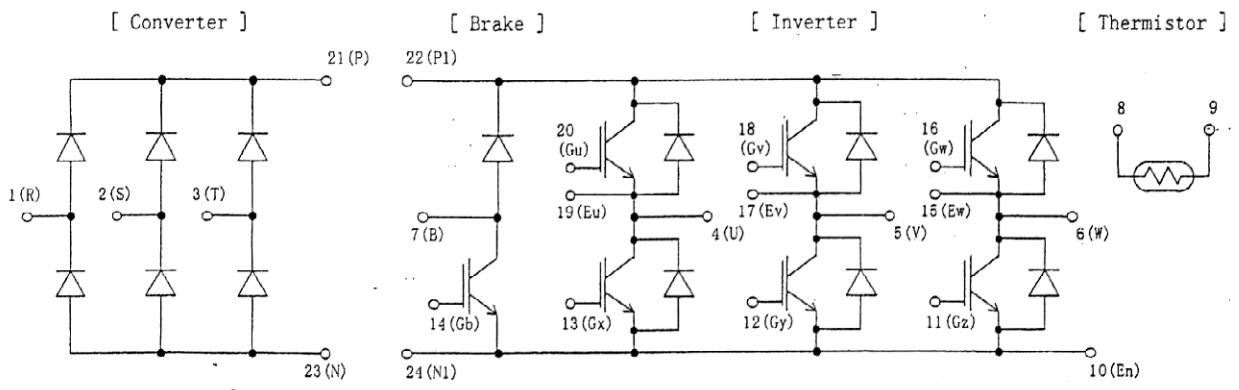 [ Converter ] [ Brake ] [ Inverter ] [ Thermistor ]
21(P) 22(P1)
8 9
20 18 16
(Gu) (Gv) (Gw)
1(R) 2(S) 3(T)
19(Eu) 17(Ev) 15(Ew)
7(B) 4(U) 5(V) 6(W)
14(Gb) 13(Gx) 12(Gy) 11(Gz)
23(N) 24(N1) 10(En)